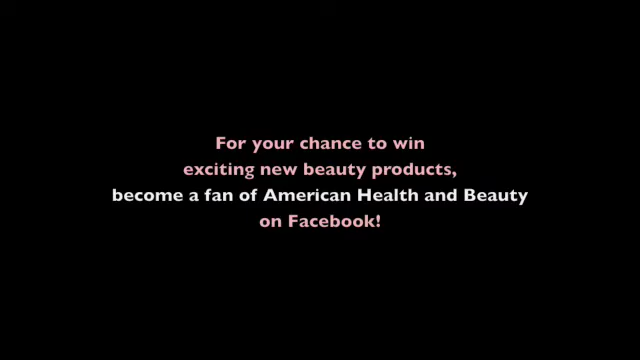 For your chance to win
exciting new beauty products,
become a fan of American Health and Beauty
on Facebook!